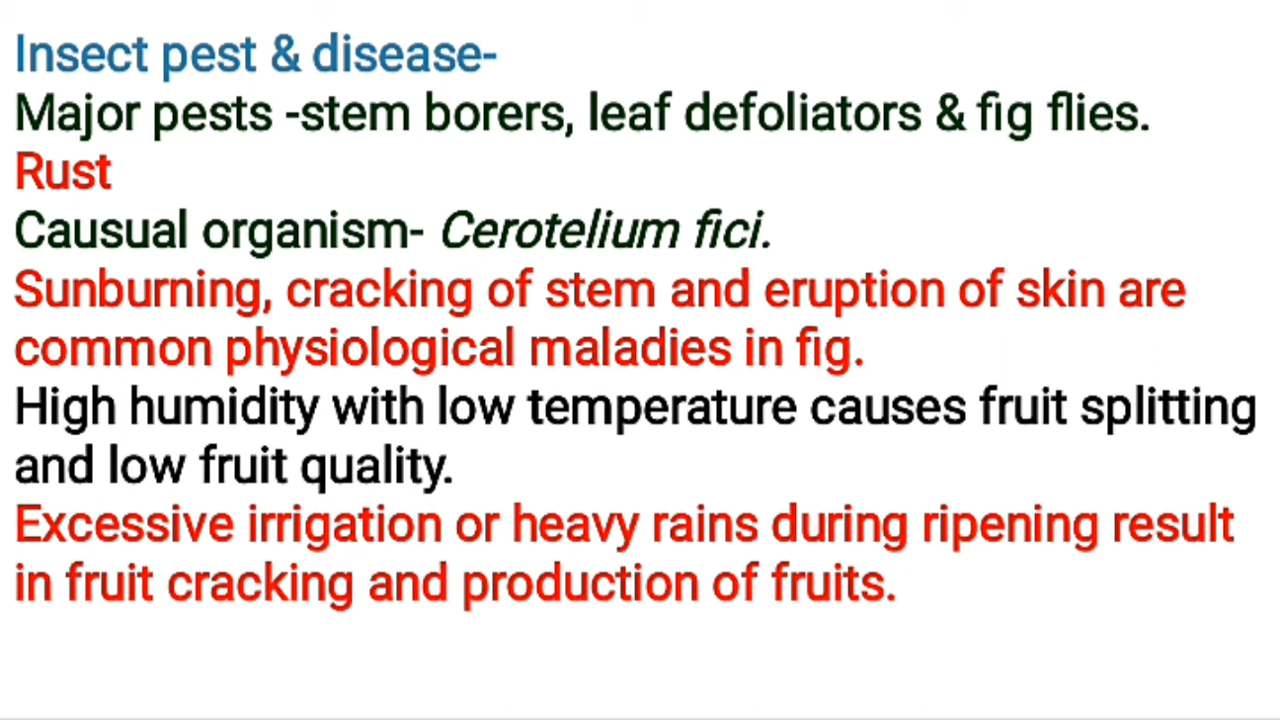 Insect pest & disease-
Major pests -stem borers, leaf defoliators & fig flies.
Rust
Causual organism- Cerotelium fici.
Sunburning, cracking of stem and eruption of skin are
common physiological maladies in fig.
High humidity with low temperature causes fruit splitting
and low fruit quality.
Excessive irrigation or heavy rains during ripening result
in fruit cracking and production of fruits.